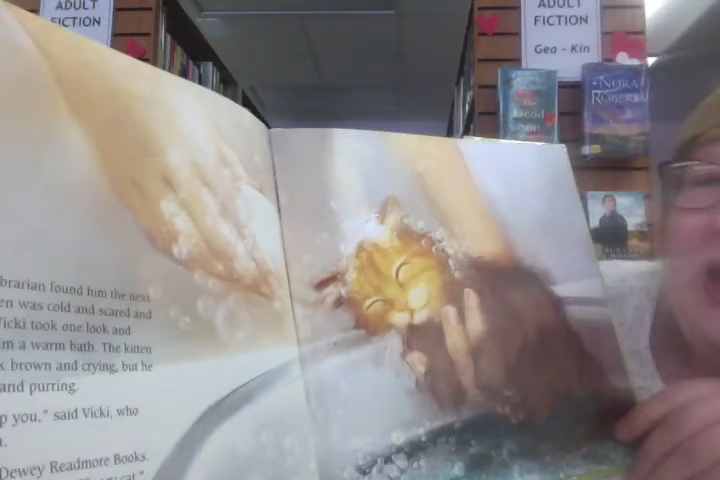 ADULT
FICTION
ADULT
FICTION
Gea - Kin
NORA
ROBERTS
brarian found him the next
en was cold and scared and
Vicki took one look and
m a warm bath. The kitten
k brown and crying, but he
and purring.
p you," said Vicki, who
Dewey Readmore Books.